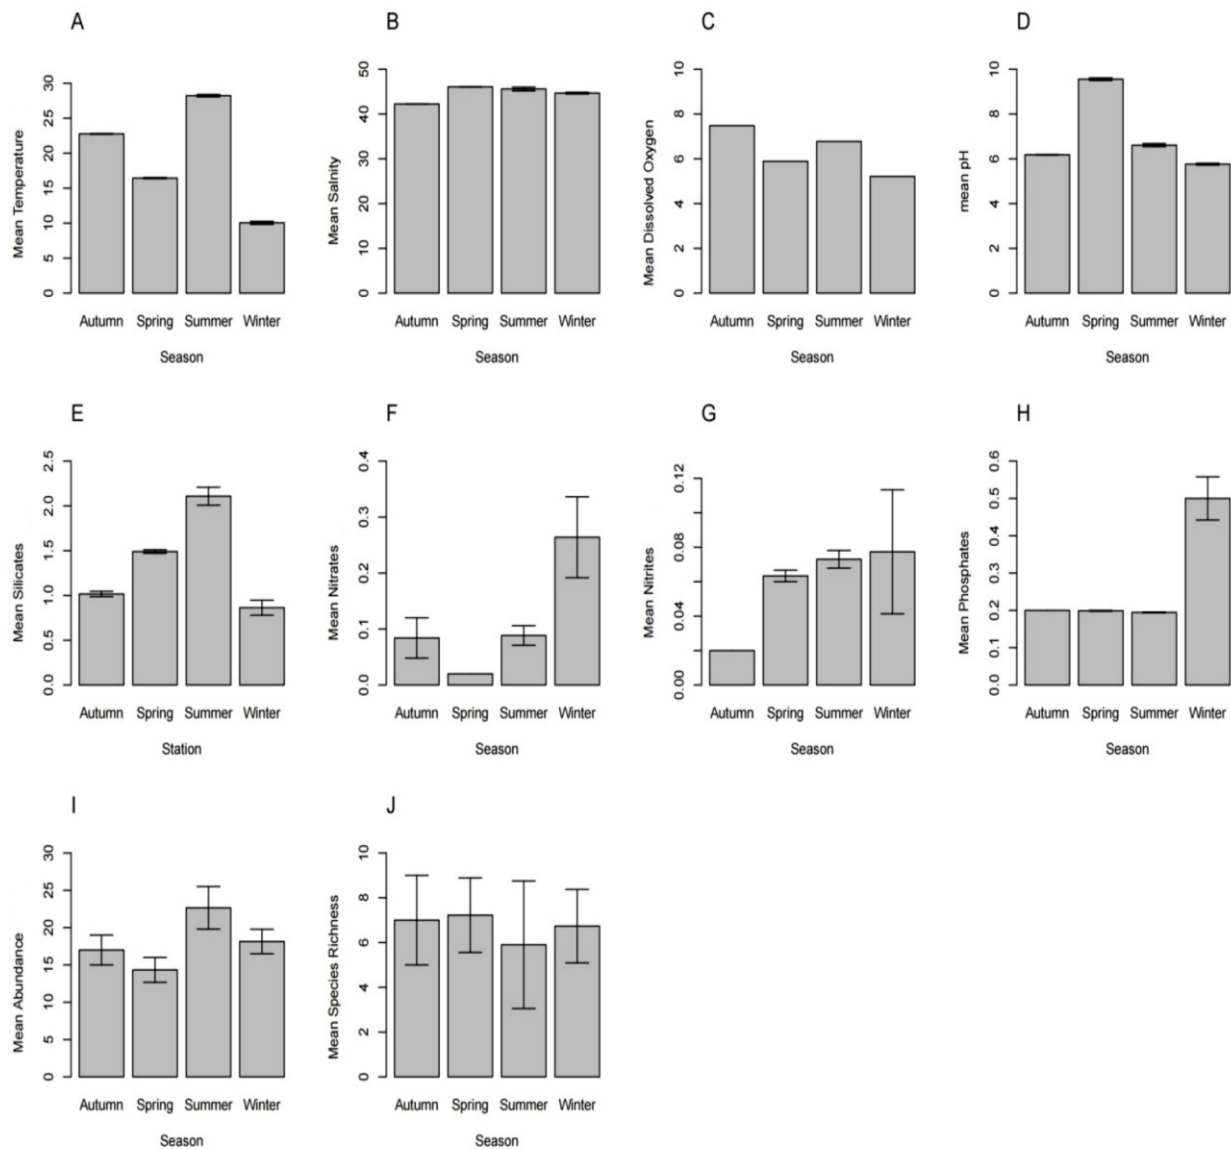 A
Mean Temperature
0 5 10 15 20 25 30
Autumn Spring Summer Winter
Season
B
Mean Salnity
0 10 20 30 40 50
Autumn Spring Summer Winter
Season
C
Mean Dissolved Oxygen
0 2 4 6 8 10
Autumn Spring Summer Winter
Season
D
mean pH
0 2 4 6 8 10
Autumn Spring Summer Winter
Season
E
Mean Silicates
0.0 0.5 1.0 1.5 2.0 2.5
Autumn Spring Summer Winter
Station
F
Mean Nitrates
0.0 0.1 0.2 0.3 0.4
Autumn Spring Summer Winter
Season
G
Mean Nitrites
0.00 0.04 0.08 0.12
Autumn Spring Summer Winter
Season
H
Mean Phosphates
0.0 0.1 0.2 0.3 0.4 0.5 0.6
Autumn Spring Summer Winter
Season
I
Mean Abundance
0 5 10 15 20 25 30
Autumn Spring Summer Winter
Season
J
Mean Species Richness
0 2 4 6 8 10
Autumn Spring Summer Winter
Season